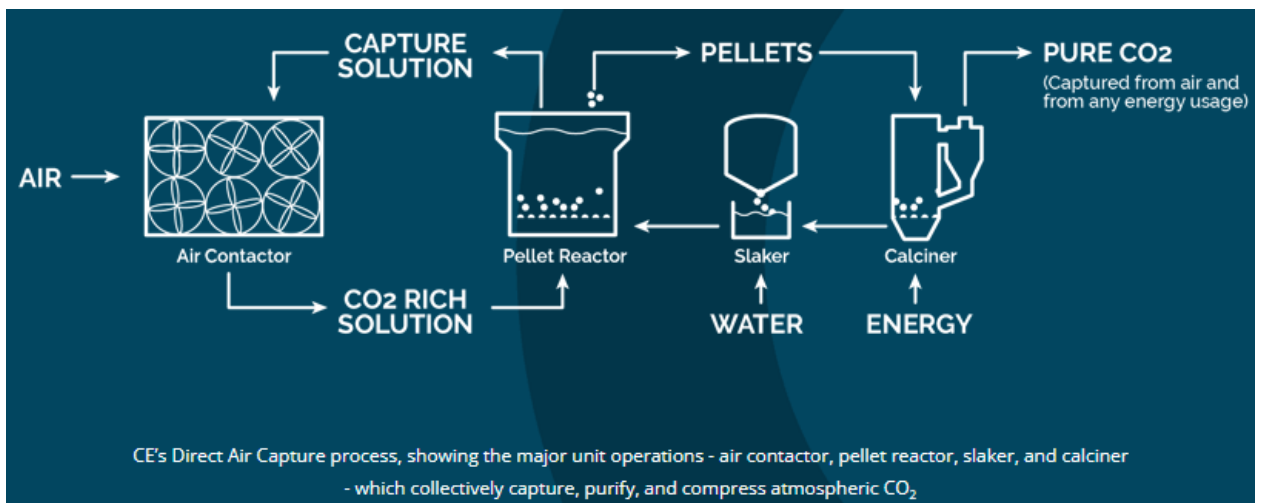 CAPTURE
SOLUTION
PELLETS
PURE CO2
(Captured from air and
from any energy usage)
AIR
Air Contactor
Pellet Reactor
Slaker
Calciner
CO2 RICH
SOLUTION
WATER
ENERGY
CE's Direct Air Capture process, showing the major unit operations - air contactor, pellet reactor, slaker, and calciner
- which collectively capture, purify, and compress atmospheric CO₂